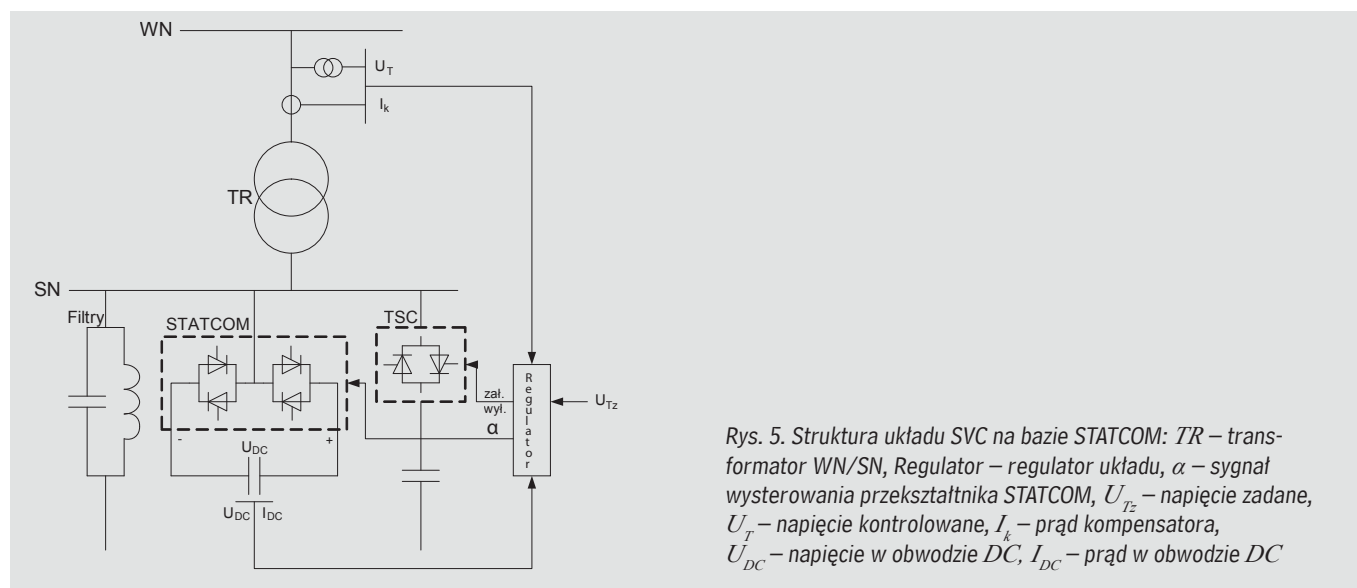 WN
U_T
I_k
TR
SN
Filtry
STATCOM
TSC
Regulator
zał.
wył.
α
U_Tz
-
+
U_DC
U_DC I_DC
Rys. 5. Struktura układu SVC na bazie STATCOM: TR – trans-
formator WN/SN, Regulator – regulator układu, α – sygnał
wysterowania przekształtnika STATCOM, U_Tz – napięcie zadane,
U_T – napięcie kontrolowane, I_k – prąd kompensatora,
U_DC – napięcie w obwodzie DC, I_DC – prąd w obwodzie DC